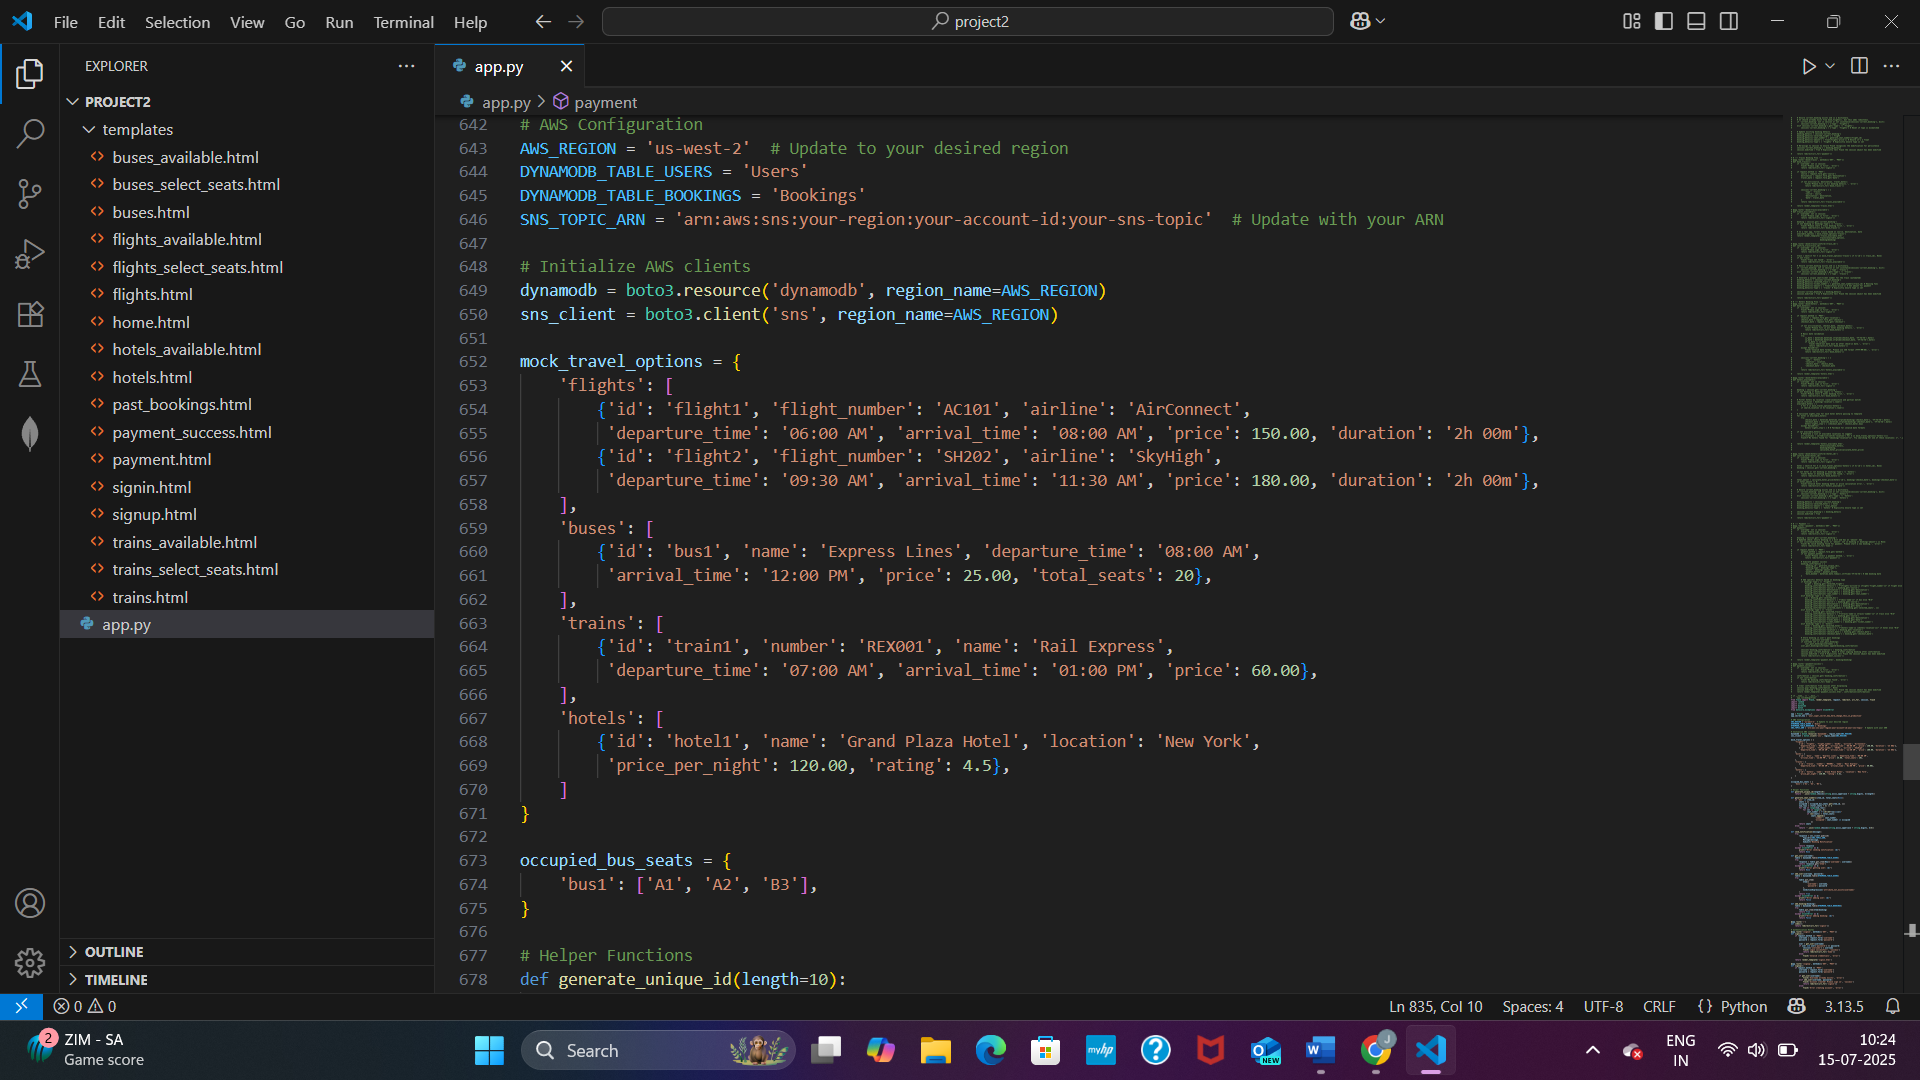 File Edit Selection View Go Run Terminal Help
project2
EXPLORER
PROJECT2
templates
buses_available.html
buses_select_seats.html
buses.html
flights_available.html
flights_select_seats.html
flights.html
home.html
hotels_available.html
hotels.html
past_bookings.html
payment_success.html
payment.html
signin.html
signup.html
trains_available.html
trains_select_seats.html
trains.html
app.py
OUTLINE
TIMELINE
app.py
app.py > payment
642 # AWS Configuration
643 AWS_REGION = 'us-west-2'  # Update to your desired region
644 DYNAMODB_TABLE_USERS = 'Users'
645 DYNAMODB_TABLE_BOOKINGS = 'Bookings'
646 SNS_TOPIC_ARN = 'arn:aws:sns:your-region:your-account-id:your-sns-topic'  # Update with your ARN
647
648 # Initialize AWS clients
649 dynamodb = boto3.resource('dynamodb', region_name=AWS_REGION)
650 sns_client = boto3.client('sns', region_name=AWS_REGION)
651
652 mock_travel_options = {
653     'flights': [
654         {'id': 'flight1', 'flight_number': 'AC101', 'airline': 'AirConnect',
655          'departure_time': '06:00 AM', 'arrival_time': '08:00 AM', 'price': 150.00, 'duration': '2h 00m'},
656         {'id': 'flight2', 'flight_number': 'SH202', 'airline': 'SkyHigh',
657          'departure_time': '09:30 AM', 'arrival_time': '11:30 AM', 'price': 180.00, 'duration': '2h 00m'},
658     ],
659     'buses': [
660         {'id': 'bus1', 'name': 'Express Lines', 'departure_time': '08:00 AM',
661          'arrival_time': '12:00 PM', 'price': 25.00, 'total_seats': 20},
662     ],
663     'trains': [
664         {'id': 'train1', 'number': 'REX001', 'name': 'Rail Express',
665          'departure_time': '07:00 AM', 'arrival_time': '01:00 PM', 'price': 60.00},
666     ],
667     'hotels': [
668         {'id': 'hotel1', 'name': 'Grand Plaza Hotel', 'location': 'New York',
669          'price_per_night': 120.00, 'rating': 4.5},
670     ]
671 }
672
673 occupied_bus_seats = {
674     'bus1': ['A1', 'A2', 'B3'],
675 }
676
677 # Helper Functions
678 def generate_unique_id(length=10):
0 0
Ln 835, Col 10 Spaces: 4 UTF-8 CRLF {} Python 3.13.5
2
ZIM - SA
Game score
Search
myhp
NEW
J
ENG
IN
10:24
15-07-2025